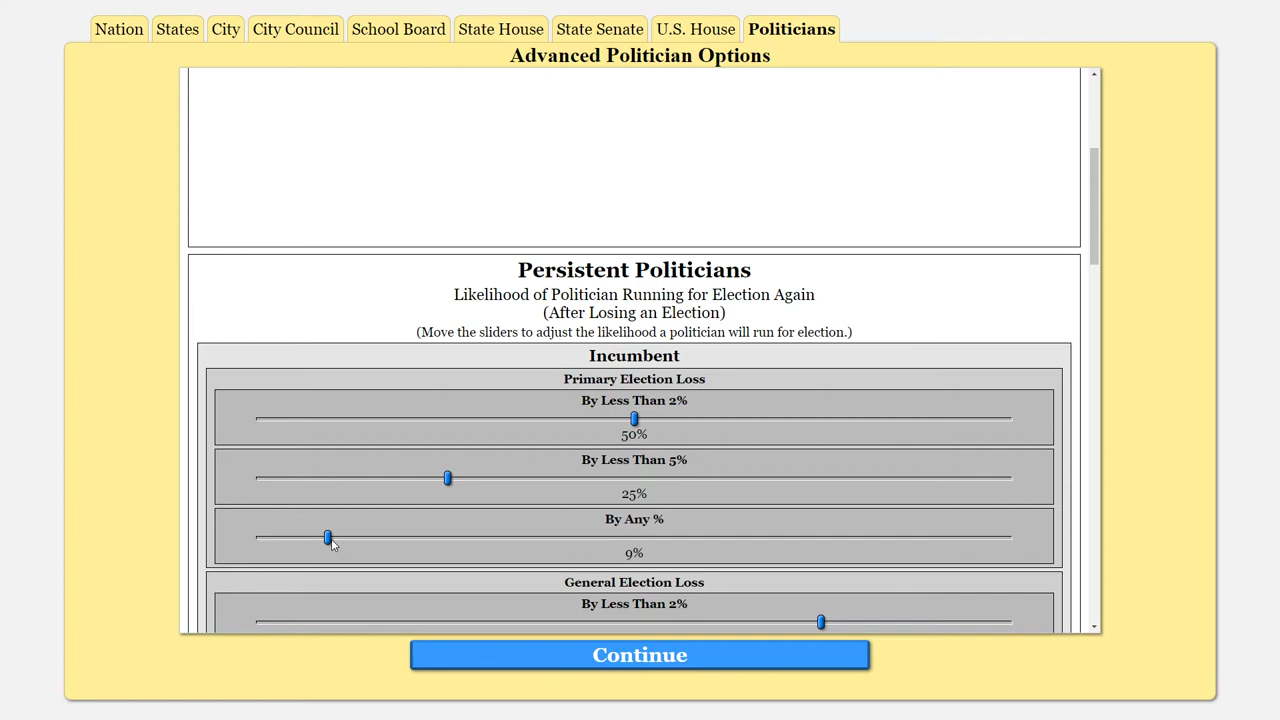 Nation States City City Council School Board State House State Senate U.S. House Politicians
Advanced Politician Options
Persistent Politicians
Likelihood of Politician Running for Election Again
(After Losing an Election)
(Move the sliders to adjust the likelihood a politician will run for election.)
Incumbent
Primary Election Loss
By Less Than 2%
50%
By Less Than 5%
25%
By Any %
9%
General Election Loss
By Less Than 2%
Continue